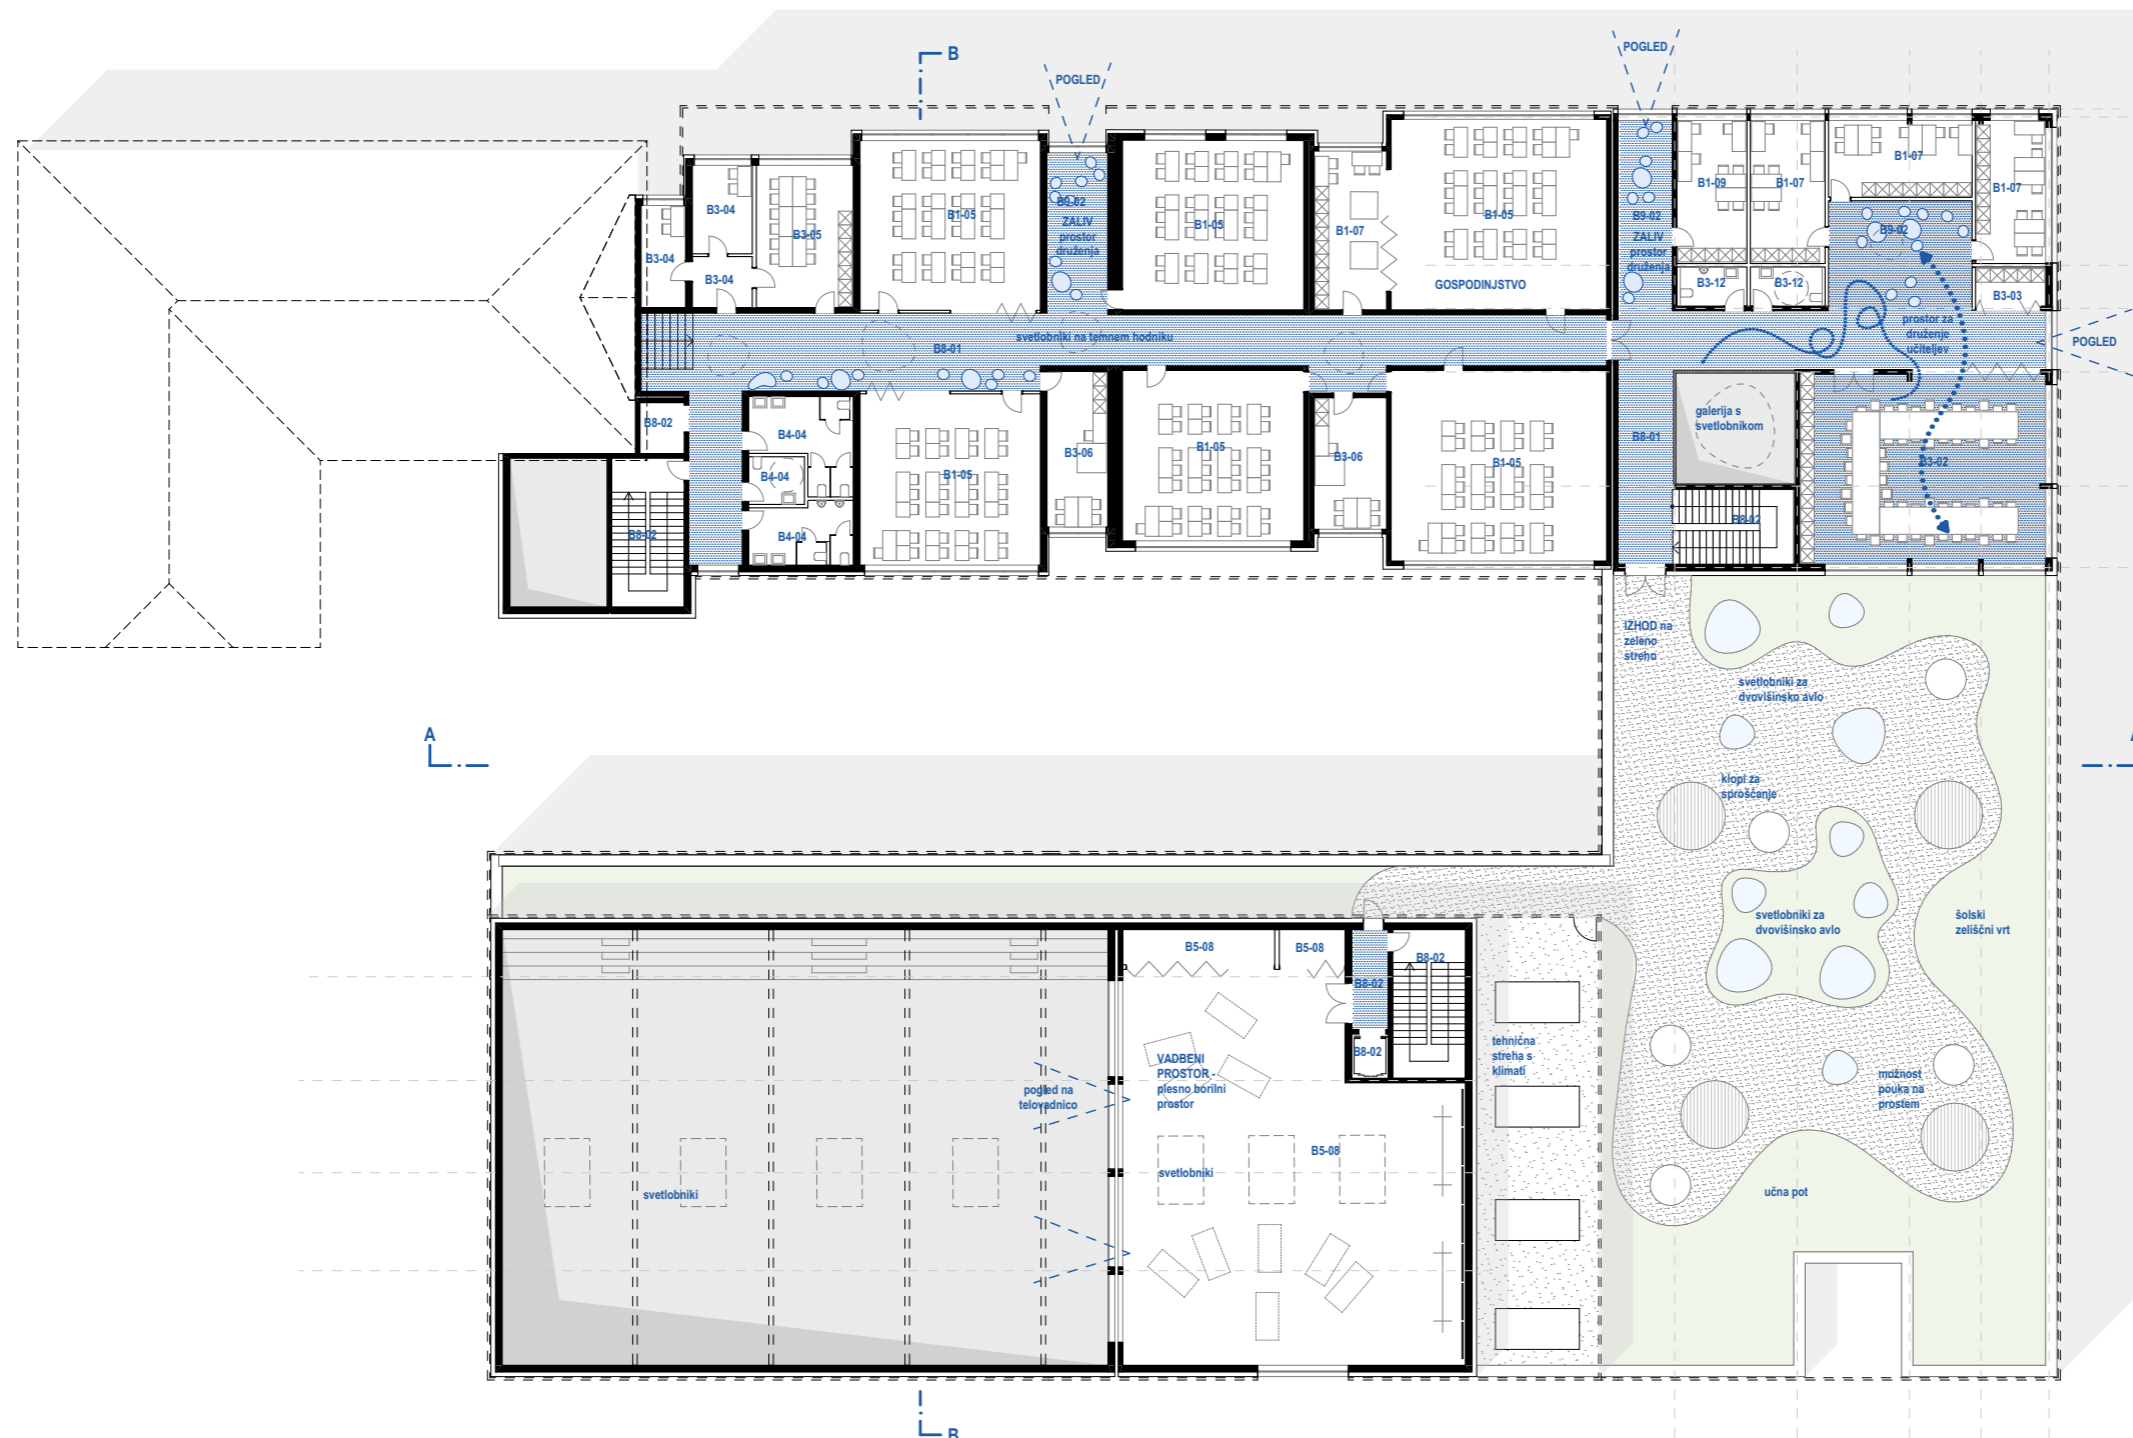 B
POGLED
POGLED
B3-04
B3-04
B3-04
B3-05
B1-05
B9-02
ZALIV
prostor
druženja
B1-05
B1-07
B1-05
GOSPODINJSTVO
B9-02
ZALIV
prostor
druženja
B1-09
B1-07
B1-07
B1-07
B9-02
B3-12
B3-12
B3-03
B8-01
svetlobniki na temnem hodniku
prostor za
druženje
učiteljev
POGLED
B8-02
B8-02
B4-04
B4-04
B4-04
B1-05
B3-06
B1-05
B3-06
B1-05
B8-01
galerija s
svetlobnikom
B8-02
B3-02
IZHOD na
zeleno
streho
svetlobniki za
dvovišinsko avlo
A
klopi za
sproščanje
svetlobniki za
dvovišinsko avlo
šolski
zeliščni vrt
B5-08
B5-08
B8-02
B8-02
B8-02
VADBENI
PROSTOR -
plesno borilni
prostor
pogled na
telovadnico
tehnična
streha s
klimati
možnost
pouka na
prostem
B5-08
svetlobniki
svetlobniki
učna pot
B